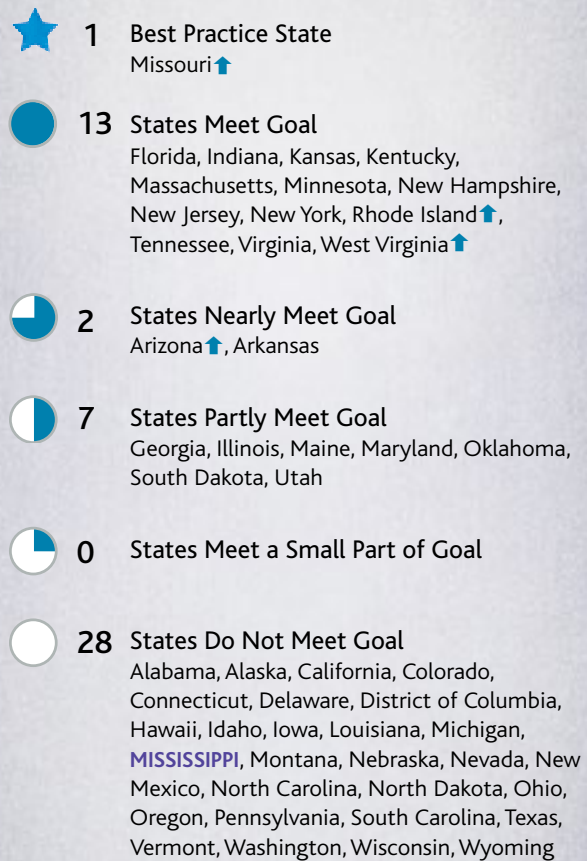 1 Best Practice State
Missouri⬆
13 States Meet Goal
Florida, Indiana, Kansas, Kentucky,
Massachusetts, Minnesota, New Hampshire,
New Jersey, New York, Rhode Island⬆,
Tennessee, Virginia, West Virginia⬆
2 States Nearly Meet Goal
Arizona⬆, Arkansas
7 States Partly Meet Goal
Georgia, Illinois, Maine, Maryland, Oklahoma,
South Dakota, Utah
0 States Meet a Small Part of Goal
28 States Do Not Meet Goal
Alabama, Alaska, California, Colorado,
Connecticut, Delaware, District of Columbia,
Hawaii, Idaho, Iowa, Louisiana, Michigan,
MISSISSIPPI, Montana, Nebraska, Nevada, New
Mexico, North Carolina, North Dakota, Ohio,
Oregon, Pennsylvania, South Carolina, Texas,
Vermont, Washington, Wisconsin, Wyoming